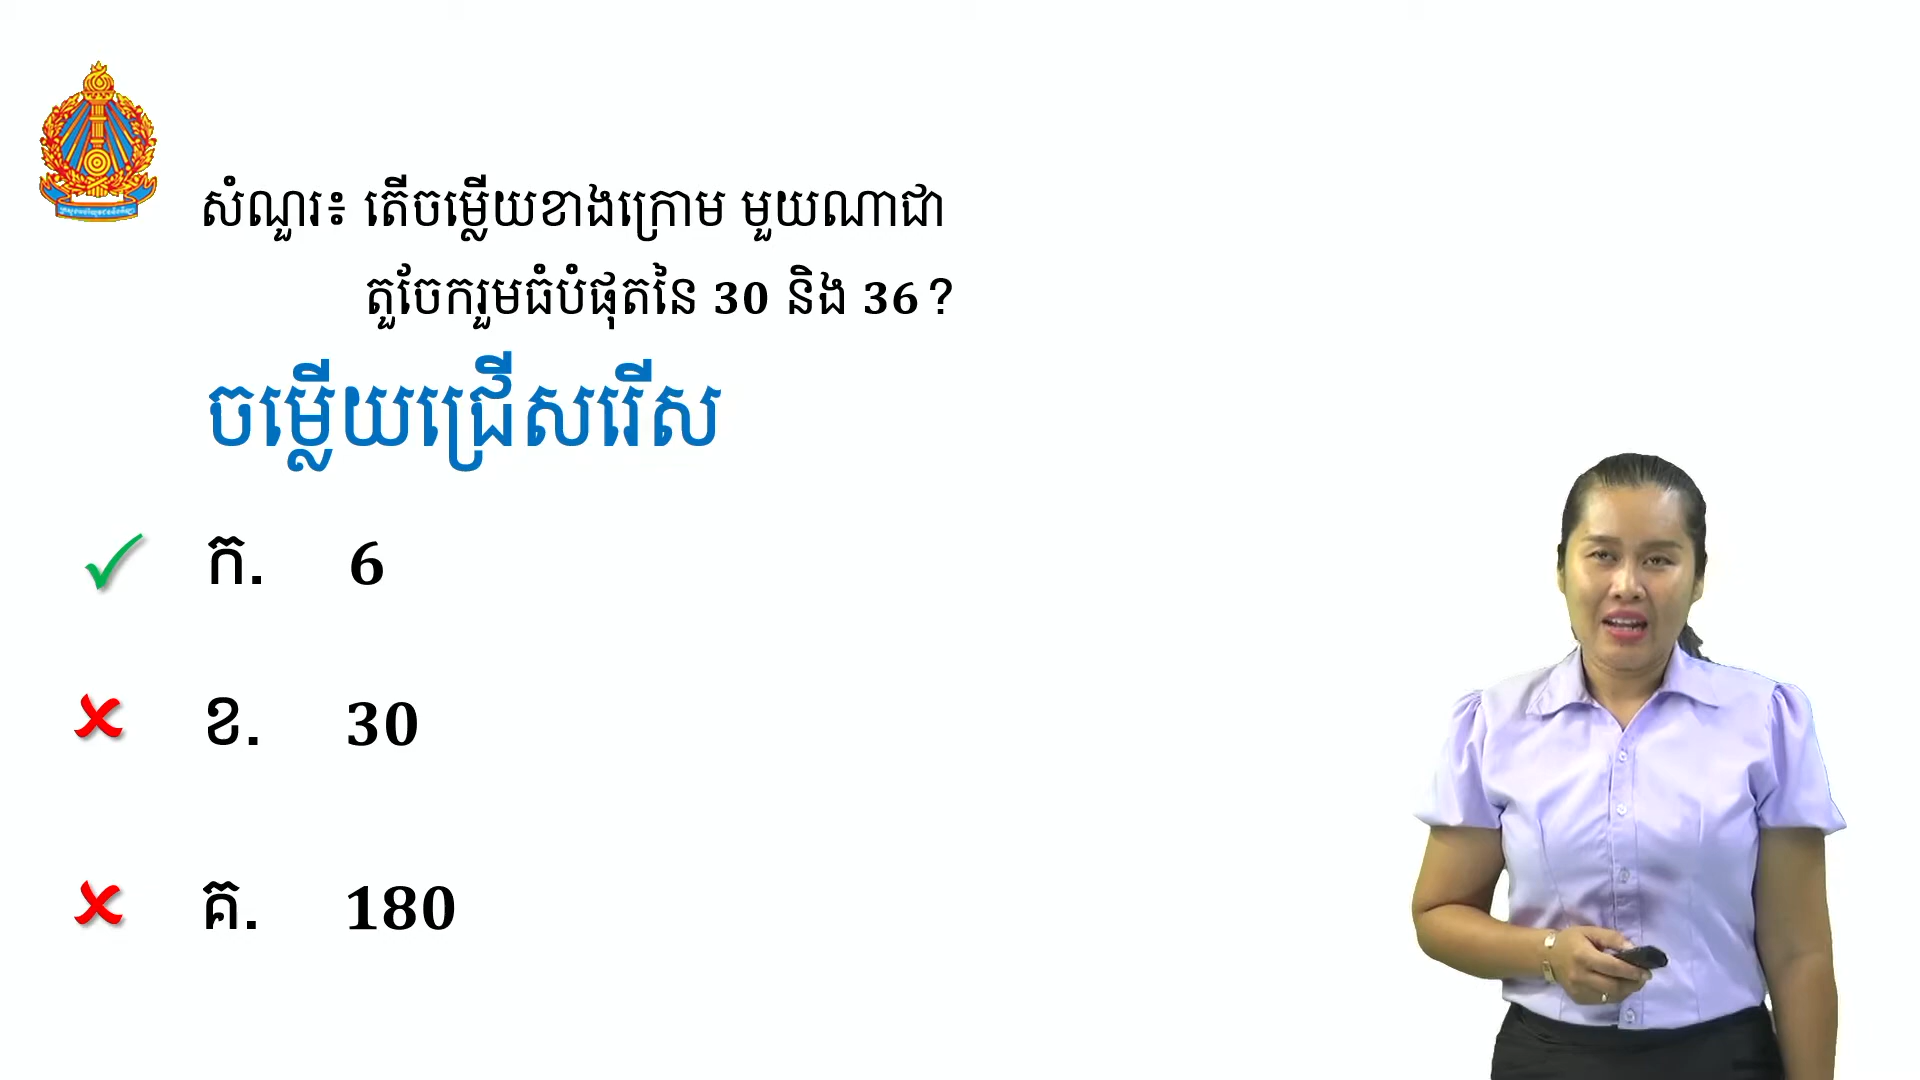 សំណួរ៖ តើចម្លើយខាងក្រោម មួយណាជា
តួចែករួមធំបំផុតនៃ 30 និង 36 ?
ចម្លើយជ្រើសរើស
ក. 6
ខ. 30
គ. 180